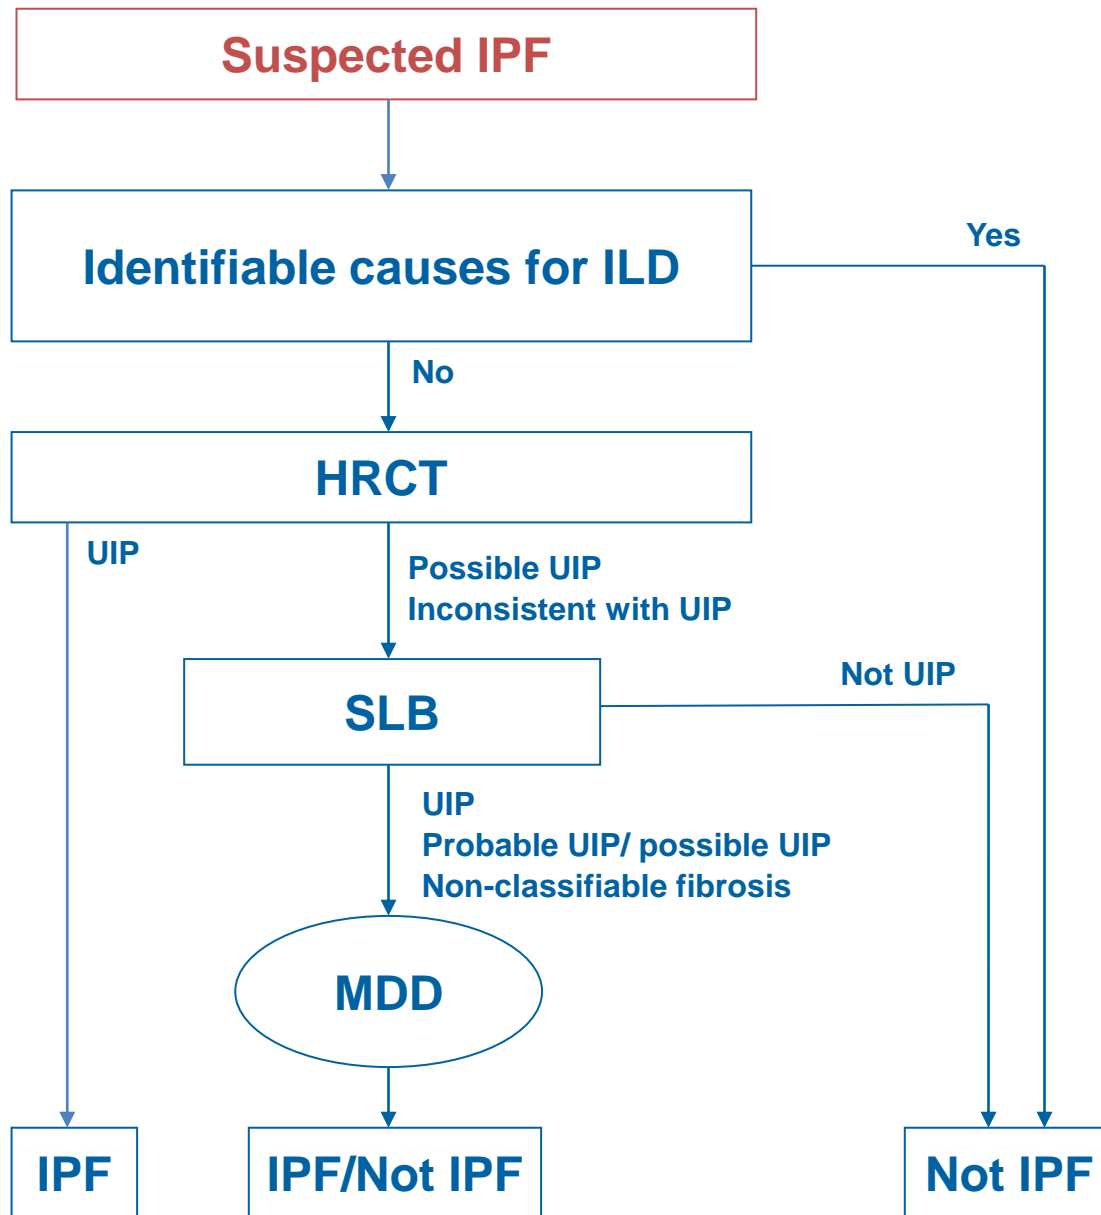 Suspected IPF
Identifiable causes for ILD
Yes
No
HRCT
UIP
Possible UIP
Inconsistent with UIP
SLB
Not UIP
UIP
Probable UIP/ possible UIP
Non-classifiable fibrosis
MDD
IPF
IPF/Not IPF
Not IPF